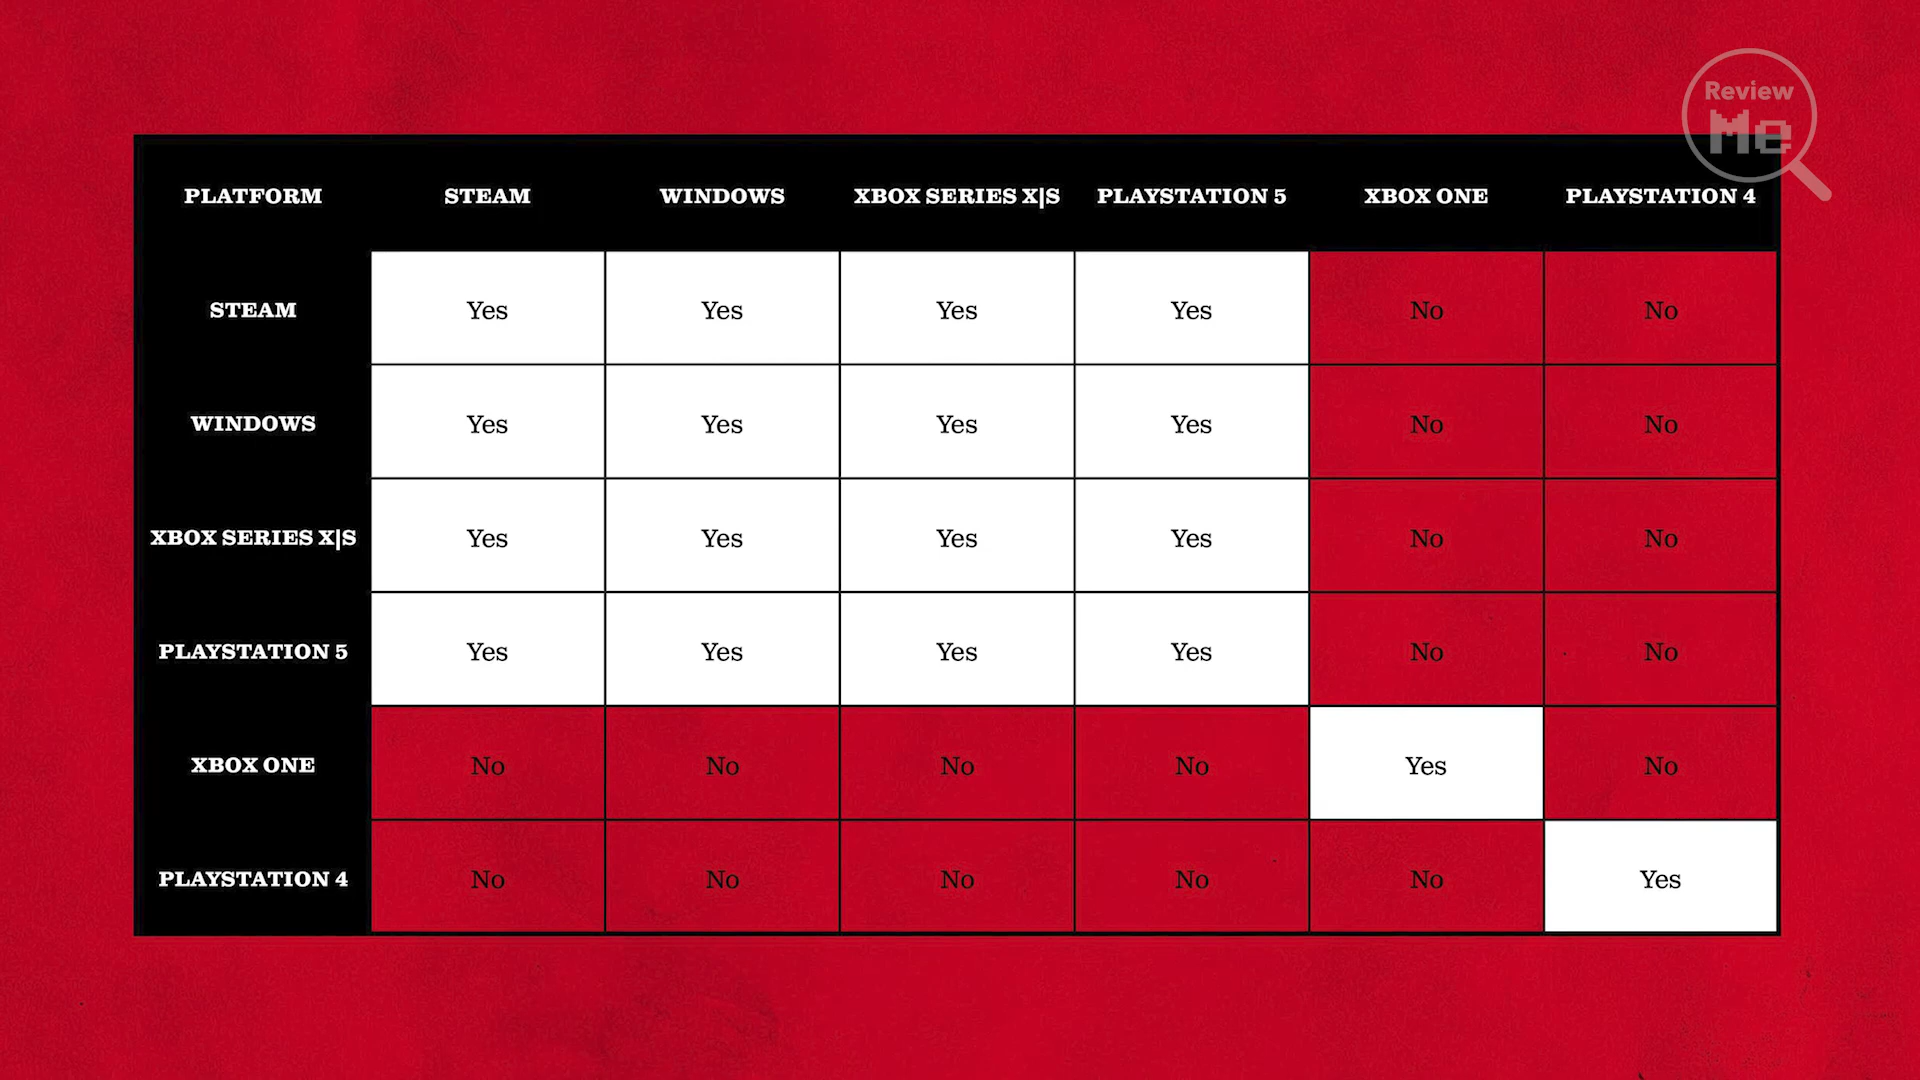 Review
Me
PLATFORM STEAM WINDOWS XBOX SERIES X|S PLAYSTATION 5 XBOX ONE PLAYSTATION 4
STEAM Yes Yes Yes Yes No No
WINDOWS Yes Yes Yes Yes No No
XBOX SERIES X|S Yes Yes Yes Yes No No
PLAYSTATION 5 Yes Yes Yes Yes No No
XBOX ONE No No No No Yes No
PLAYSTATION 4 No No No No No Yes